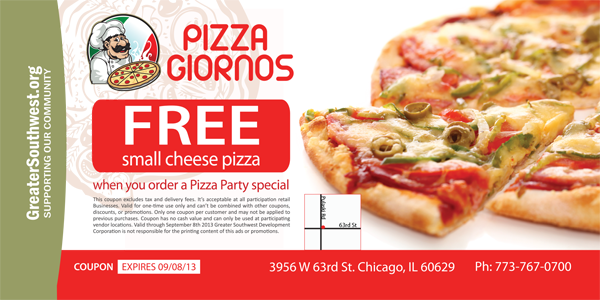 GreaterSouthwest.org
SUPPORTING OUR COMMUNITY
PIZZA
GIORNOS
FREE
small cheese pizza
when you order a Pizza Party special
This coupon excludes tax and delivery fees. It's acceptable at all participation retail
Businesses. Valid for one-time use only and can't be combined with other coupons,
discounts, or promotions. Only one coupon per customer and may not be applied to
previous purchases. Coupon has no cash value and can only be used at participating
vendor locations. Valid through September 8th 2013 Greater Southwest Development
Corporation is not responsible for the printing content of this ads or promotions.
Pulaski Rd
63rd St
COUPON EXPIRES 09/08/13
3956 W 63rd St. Chicago, IL 60629
Ph: 773-767-0700